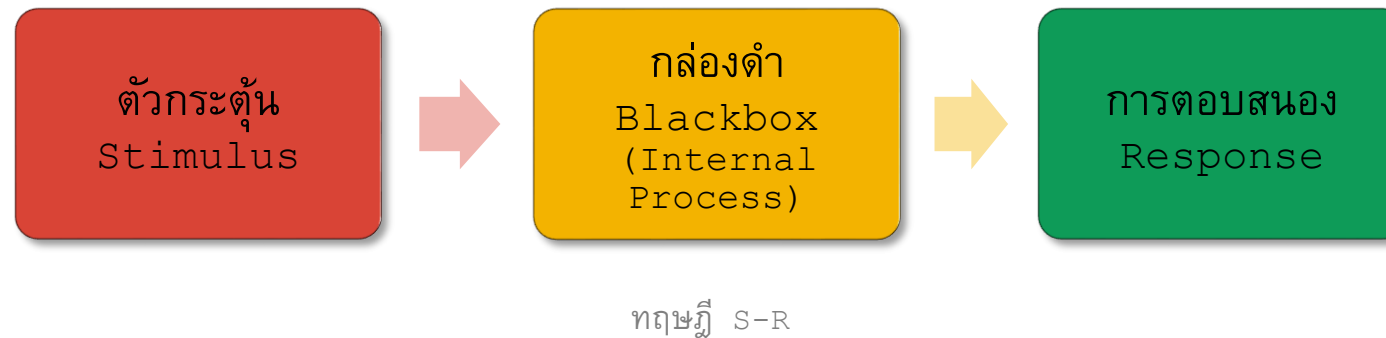 ตัวกระตุ้น
Stimulus
กล่องดำ
Blackbox
(Internal
Process)
การตอบสนอง
Response
ทฤษฎี S-R